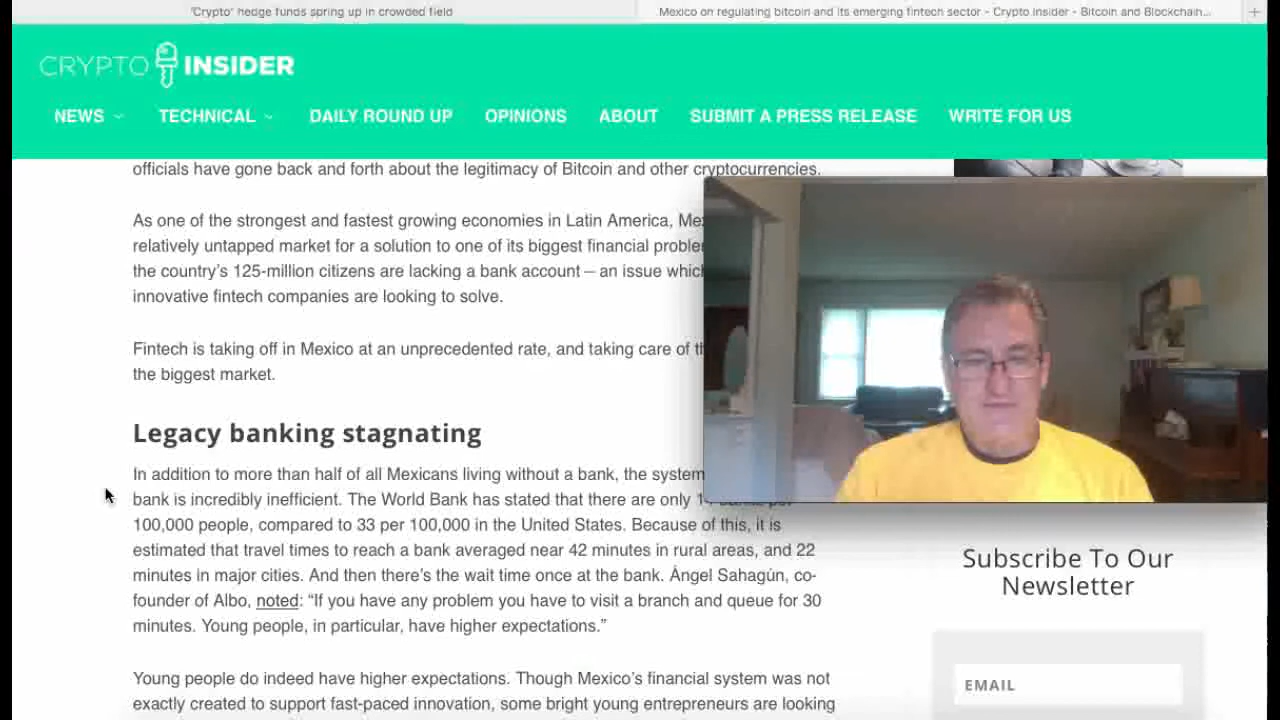 "Crypto" hedge funds spring up in crowded field
Mexico on regulating bitcoin and its emerging fintech sector - Crypto Insider - Bitcoin and Blockchain...
CRYPTO INSIDER
NEWS TECHNICAL DAILY ROUND UP OPINIONS ABOUT SUBMIT A PRESS RELEASE WRITE FOR US
officials have gone back and forth about the legitimacy of Bitcoin and other cryptocurrencies.
As one of the strongest and fastest growing economies in Latin America,
relatively untapped market for a solution to one of its biggest financial
the country's 125-million citizens are lacking a bank account – an issue
innovative fintech companies are looking to solve.
Fintech is taking off in Mexico at an unprecedented rate, and taking care of
the biggest market.
Legacy banking stagnating
In addition to more than half of all Mexicans living without a bank, the system
bank is incredibly inefficient. The World Bank has stated that there are only
100,000 people, compared to 33 per 100,000 in the United States. Because of this, it is
estimated that travel times to reach a bank averaged near 42 minutes in rural areas, and 22
minutes in major cities. And then there's the wait time once at the bank. Ángel Sahagún, co-
founder of Albo, noted: “If you have any problem you have to visit a branch and queue for 30
minutes. Young people, in particular, have higher expectations.”
Young people do indeed have higher expectations. Though Mexico's financial system was not
exactly created to support fast-paced innovation, some bright young entrepreneurs are looking
Subscribe To Our
Newsletter
EMAIL